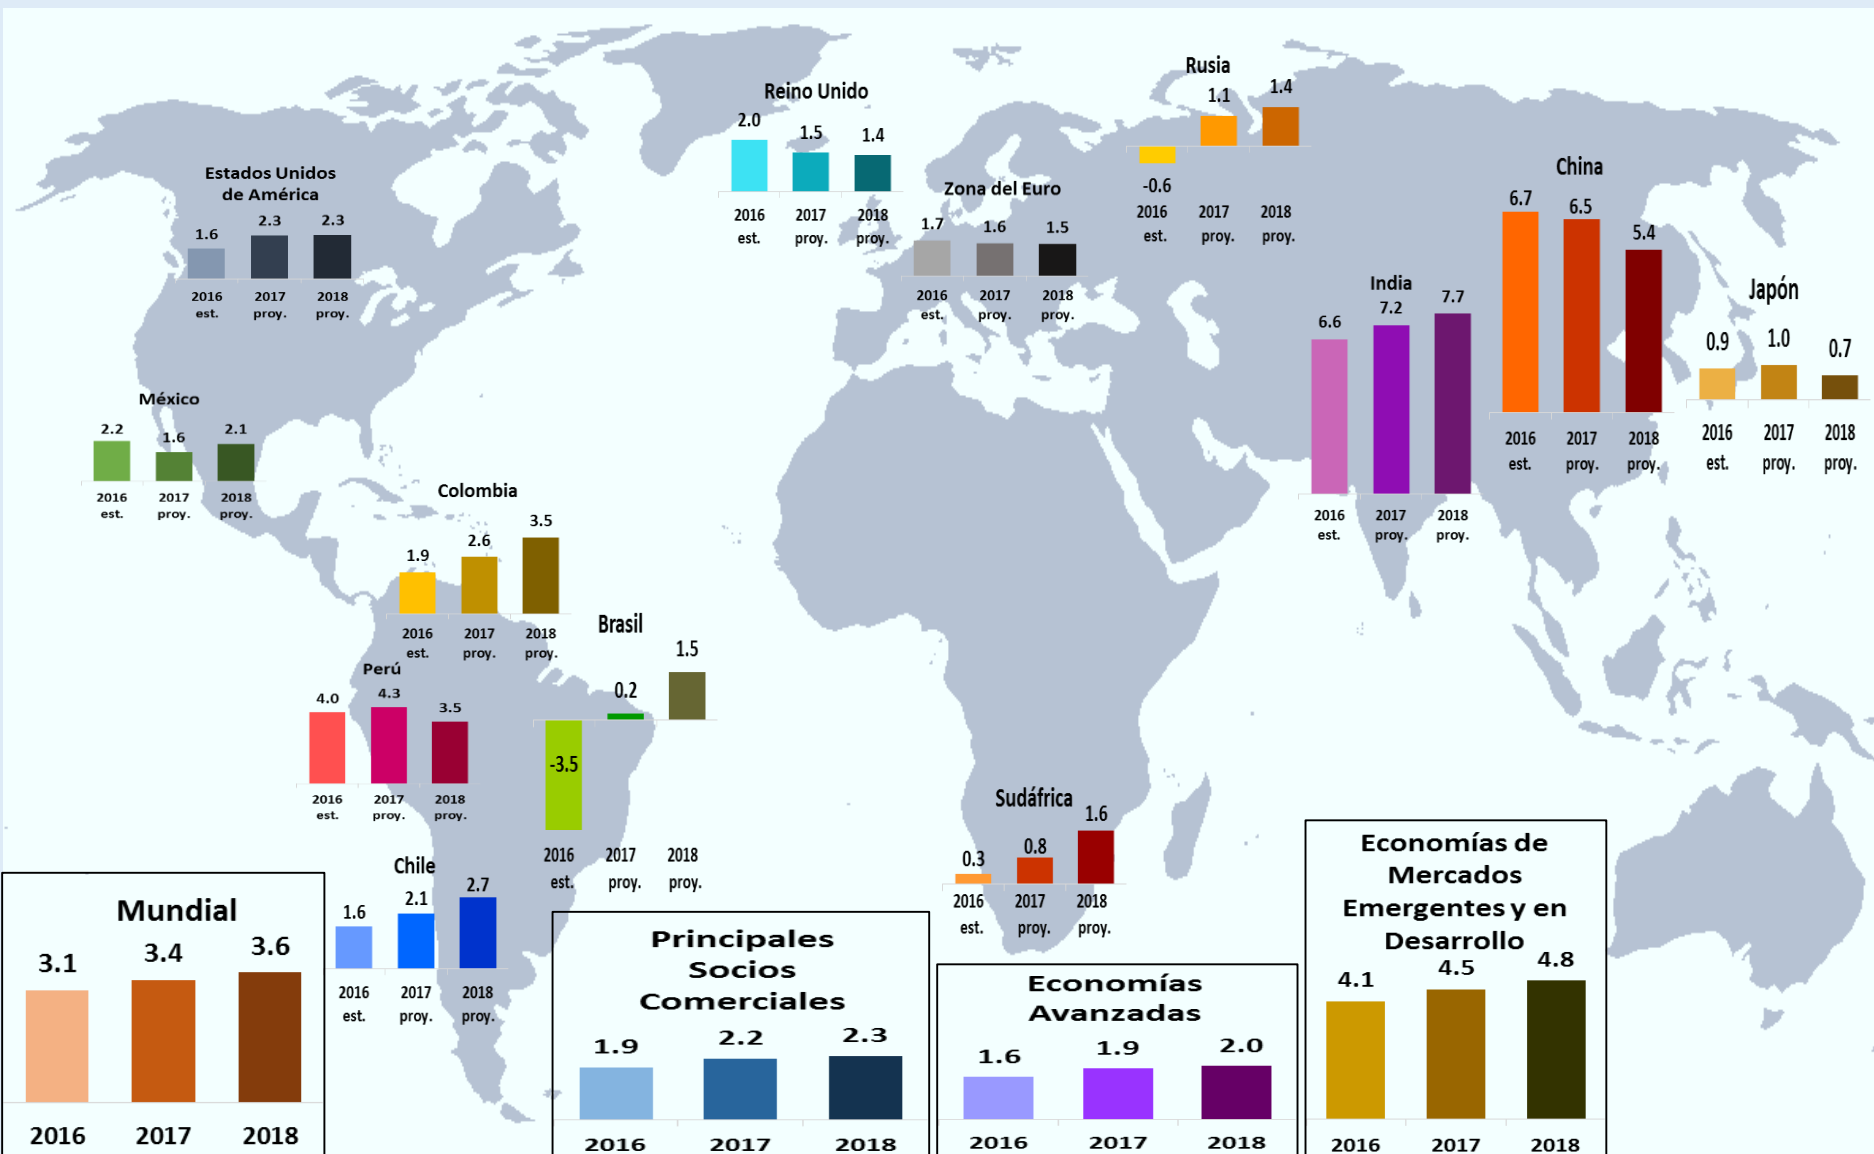 Estados Unidos
de América
1.6 2.3 2.3
2016 2017 2018
est. proy. proy.
Reino Unido
2.0 1.5 1.4
2016 2017 2018
est. proy. proy.
Rusia
-0.6 1.1 1.4
2016 2017 2018
est. proy. proy.
Zona del Euro
1.7 1.6 1.5
2016 2017 2018
est. proy. proy.
China
6.7 6.5 5.4
2016 2017 2018
est. proy. proy.
India
6.6 7.2 7.7
2016 2017 2018
est. proy. proy.
Japón
0.9 1.0 0.7
2016 2017 2018
est. proy. proy.
México
2.2 1.6 2.1
2016 2017 2018
est. proy. proy.
Colombia
1.9 2.6 3.5
2016 2017 2018
est. proy. proy.
Brasil
-3.5 0.2 1.5
2016 2017 2018
est. proy. proy.
Perú
4.0 4.3 3.5
2016 2017 2018
est. proy. proy.
Chile
1.6 2.1 2.7
2016 2017 2018
est. proy. proy.
Sudáfrica
0.3 0.8 1.6
2016 2017 2018
est. proy. proy.
Mundial
3.1 3.4 3.6
2016 2017 2018
Principales
Socios
Comerciales
1.9 2.2 2.3
2016 2017 2018
Economías
Avanzadas
1.6 1.9 2.0
2016 2017 2018
Economías de
Mercados
Emergentes y en
Desarrollo
4.1 4.5 4.8
2016 2017 2018